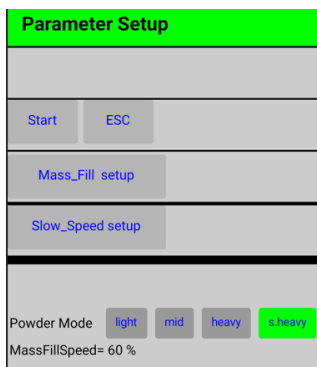 Parameter Setup
Start ESC
Mass_Fill setup
Slow_Speed setup
Powder Mode light mid heavy s.heavy
MassFillSpeed= 60 %